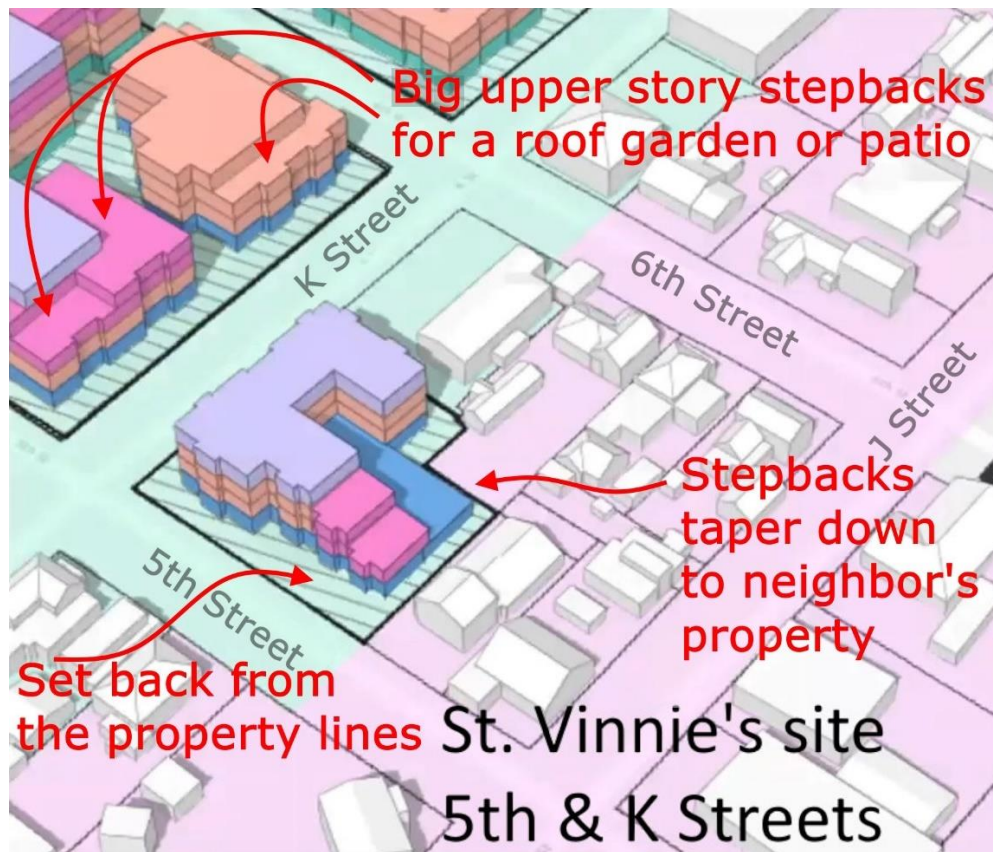 Big upper story stepbacks
for a roof garden or patio
K Street
6th Street
J Street
Stepbacks
taper down
to neighbor's
property
5th Street
Set back from
the property lines
St. Vinnie's site
5th & K Streets